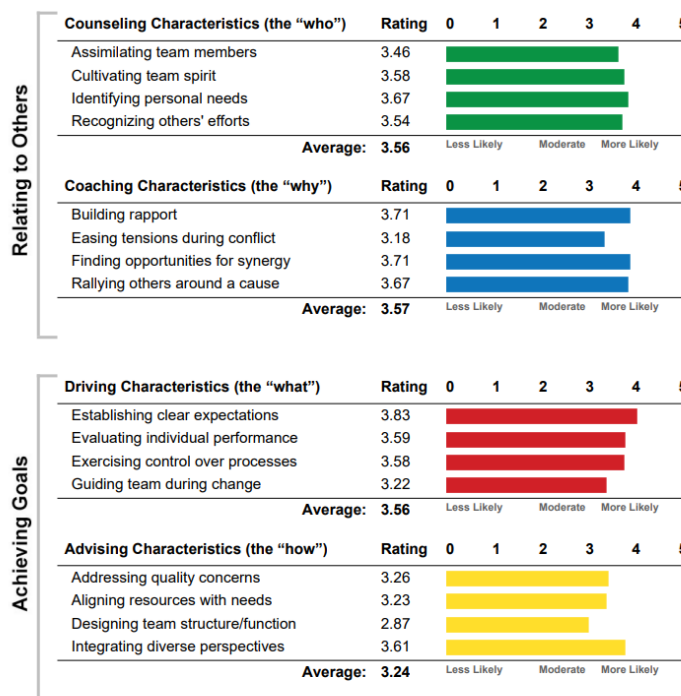 Relating to Others
Counseling Characteristics (the “who”) Rating 0 1 2 3 4 5
Assimilating team members 3.46
Cultivating team spirit 3.58
Identifying personal needs 3.67
Recognizing others' efforts 3.54
Average: 3.56 Less Likely Moderate More Likely
Coaching Characteristics (the “why”) Rating 0 1 2 3 4 5
Building rapport 3.71
Easing tensions during conflict 3.18
Finding opportunities for synergy 3.71
Rallying others around a cause 3.67
Average: 3.57 Less Likely Moderate More Likely
Achieving Goals
Driving Characteristics (the “what”) Rating 0 1 2 3 4 5
Establishing clear expectations 3.83
Evaluating individual performance 3.59
Exercising control over processes 3.58
Guiding team during change 3.22
Average: 3.56 Less Likely Moderate More Likely
Advising Characteristics (the “how”) Rating 0 1 2 3 4 5
Addressing quality concerns 3.26
Aligning resources with needs 3.23
Designing team structure/function 2.87
Integrating diverse perspectives 3.61
Average: 3.24 Less Likely Moderate More Likely